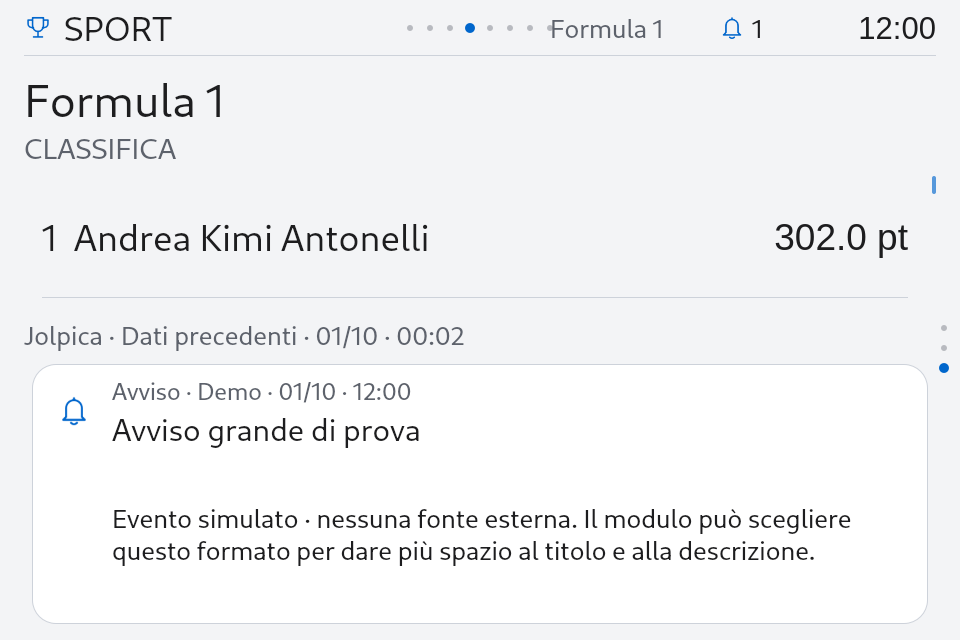 SPORT
Formula 1
1
12:00
Formula 1
CLASSIFICA
1 Andrea Kimi Antonelli 302.0 pt
Jolpica · Dati precedenti · 01/10 · 00:02
Avviso · Demo · 01/10 · 12:00
Avviso grande di prova
Evento simulato · nessuna fonte esterna. Il modulo può scegliere
questo formato per dare più spazio al titolo e alla descrizione.